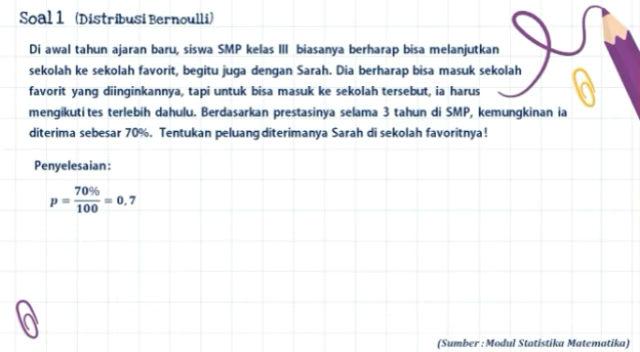 Soal 1 (Distribusi Bernoulli)
Di awal tahun ajaran baru, siswa SMP kelas III biasanya berharap bisa melanjutkan
sekolah ke sekolah favorit, begitu juga dengan Sarah. Dia berharap bisa masuk sekolah
favorit yang diinginkannya, tapi untuk bisa masuk ke sekolah tersebut, ia harus
mengikuti tes terlebih dahulu. Berdasarkan prestasinya selama 3 tahun di SMP, kemungkinan ia
diterima sebesar 70%. Tentukan peluang diterimanya Sarah di sekolah favoritnya!
Penyelesaian:
p = 70%/100 = 0,7
(Sumber : Modul Statistika Matematika)